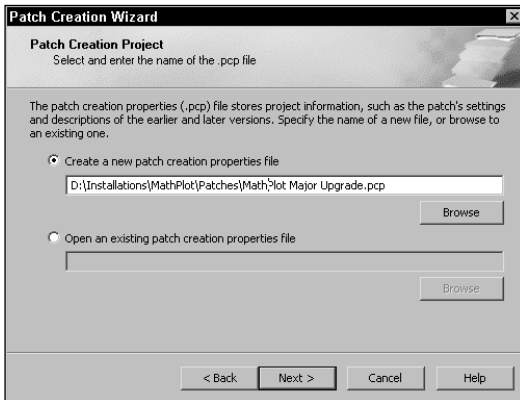 Patch Creation Wizard
Patch Creation Project
Select and enter the name of the .pcp file
The patch creation properties (.pcp) file stores project information, such as the patch's settings
and descriptions of the earlier and later versions. Specify the name of a new file, or browse to
an existing one.
Create a new patch creation properties file
D:\Installations\MathPlot\Patches\MathPlot Major Upgrade.pcp
Browse
Open an existing patch creation properties file
Browse
< Back
Next >
Cancel
Help